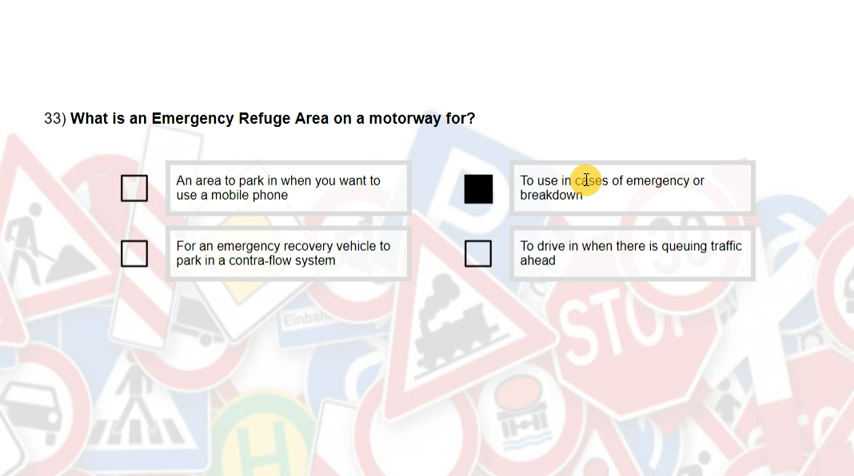 33) What is an Emergency Refuge Area on a motorway for?
An area to park in when you want to
use a mobile phone
To use in cases of emergency or
breakdown
For an emergency recovery vehicle to
park in a contra-flow system
To drive in when there is queuing traffic
ahead
30
Einbah
STOP
H